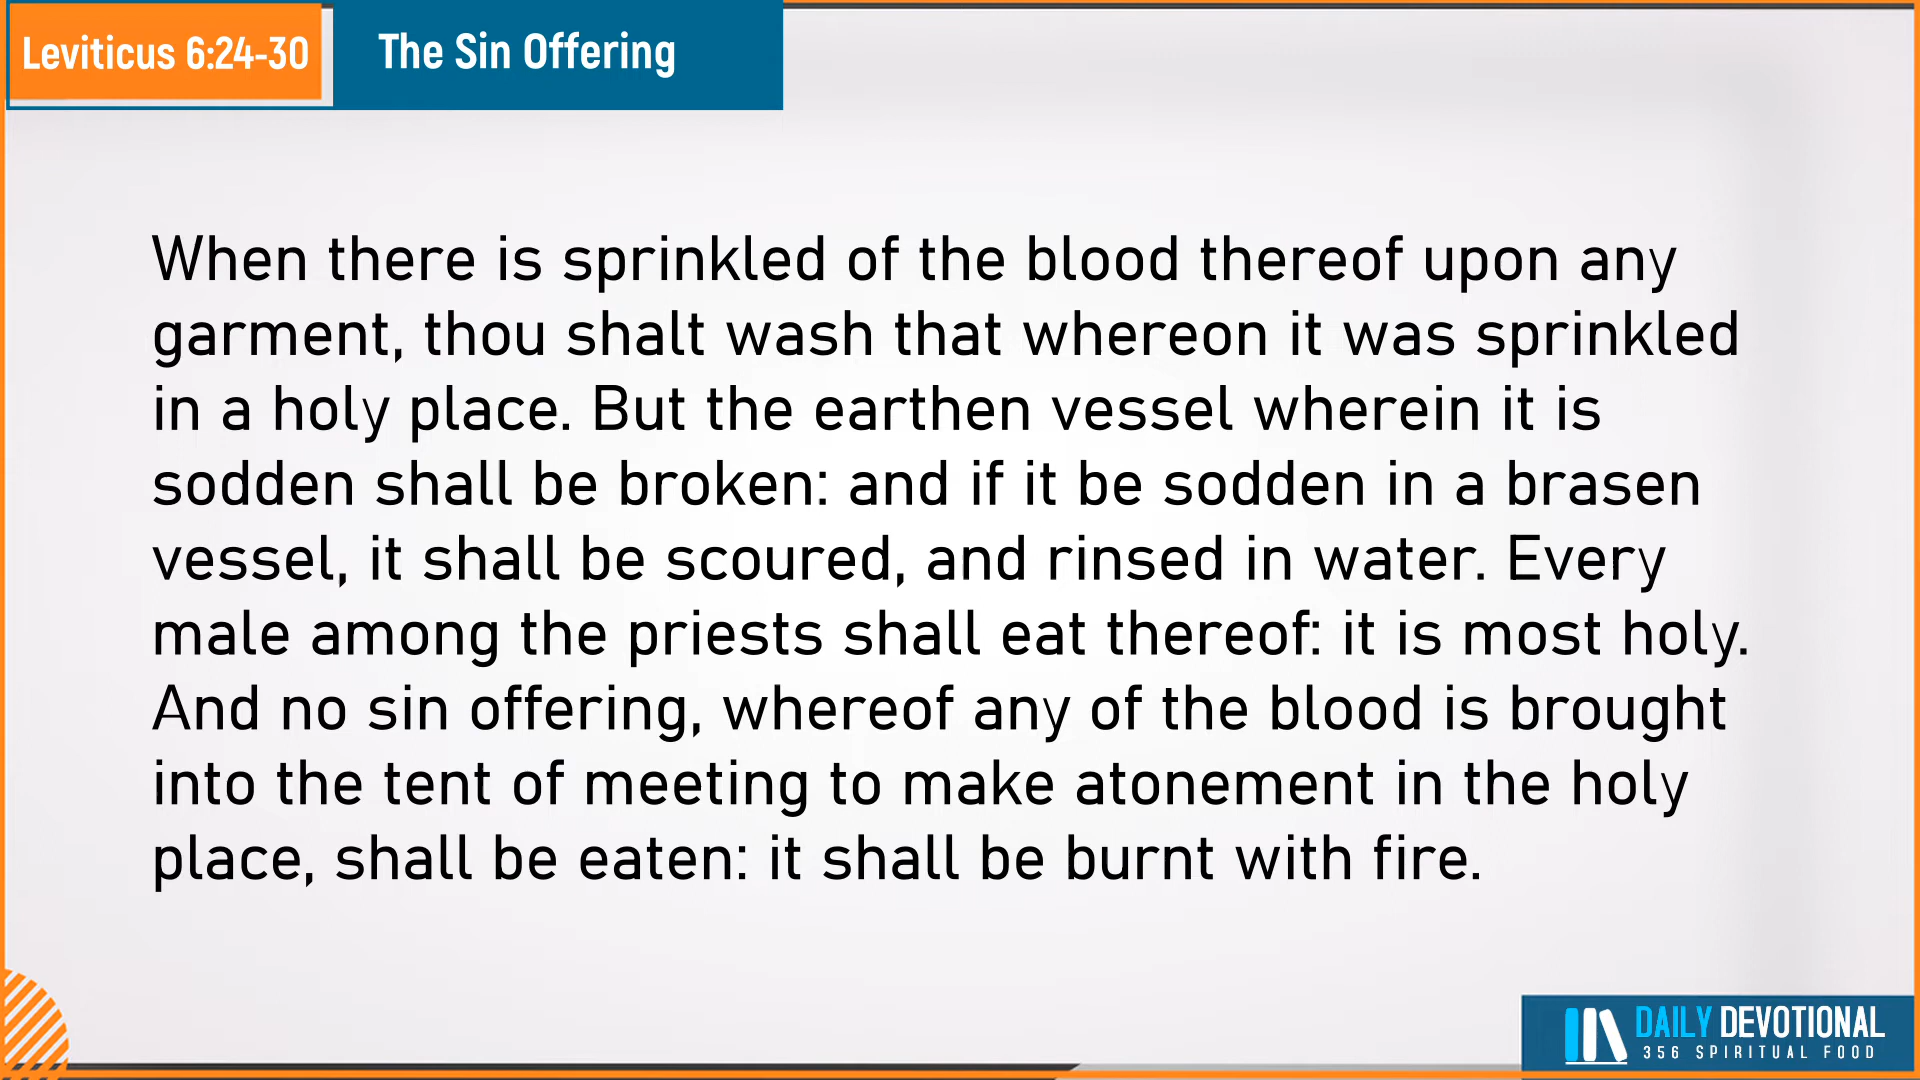 Leviticus 6:24-30
The Sin Offering
When there is sprinkled of the blood thereof upon any
garment, thou shalt wash that whereon it was sprinkled
in a holy place. But the earthen vessel wherein it is
sodden shall be broken: and if it be sodden in a brasen
vessel, it shall be scoured, and rinsed in water. Every
male among the priests shall eat thereof: it is most holy.
And no sin offering, whereof any of the blood is brought
into the tent of meeting to make atonement in the holy
place, shall be eaten: it shall be burnt with fire.
DAILY DEVOTIONAL
356 SPIRITUAL FOOD